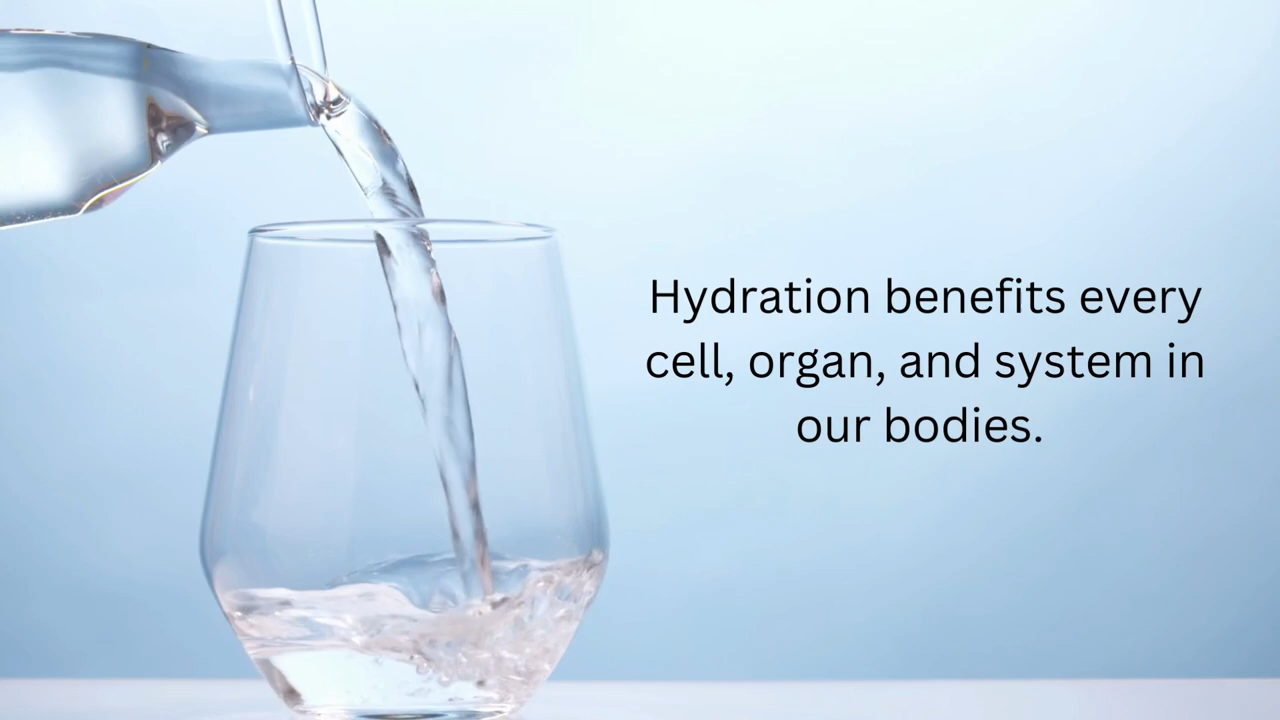 Hydration benefits every
cell, organ, and system in
our bodies.